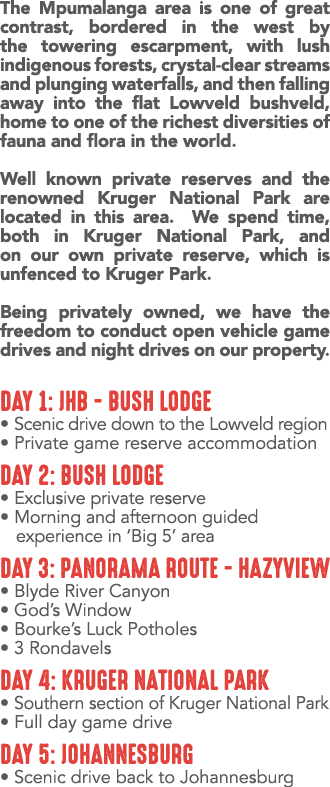 The Mpumalanga area is one of great
contrast, bordered in the west by
the towering escarpment, with lush
indigenous forests, crystal-clear streams
and plunging waterfalls, and then falling
away into the flat Lowveld bushveld,
home to one of the richest diversities of
fauna and flora in the world.
Well known private reserves and the
renowned Kruger National Park are
located in this area. We spend time,
both in Kruger National Park, and
on our own private reserve, which is
unfenced to Kruger Park.
Being privately owned, we have the
freedom to conduct open vehicle game
drives and night drives on our property.
DAY 1: JHB - BUSH LODGE
• Scenic drive down to the Lowveld region
• Private game reserve accommodation
DAY 2: BUSH LODGE
• Exclusive private reserve
• Morning and afternoon guided
experience in ‘Big 5’ area
DAY 3: PANORAMA ROUTE - HAZYVIEW
• Blyde River Canyon
• God’s Window
• Bourke’s Luck Potholes
• 3 Rondavels
DAY 4: KRUGER NATIONAL PARK
• Southern section of Kruger National Park
• Full day game drive
DAY 5: JOHANNESBURG
• Scenic drive back to Johannesburg